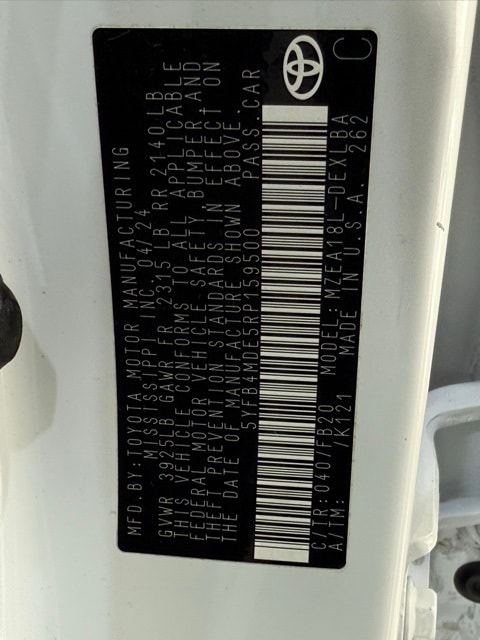 MFD.BY:TOYOTA MOTOR MANUFACTURING
MISSISSIPPI INC. 04/24
GVWR 3925LB GAWR FR 2315 LB RR 2140 LB
THIS VEHICLE CONFORMS TO ALL APPLICABLE
FEDERAL MOTOR VEHICLE SAFETY BUMPER, AND
THEFT PREVENTION STANDARDS IN EFFECT ON
THE DATE OF MANUFACTURE SHOWN ABOVE.
5YFB4MDE5RP159500 PASS.CAR
C/TR:040/FB20 MODEL:MZEA18L-DEXLBA
A/TM: /K121 MADE IN U.S.A. 262
C